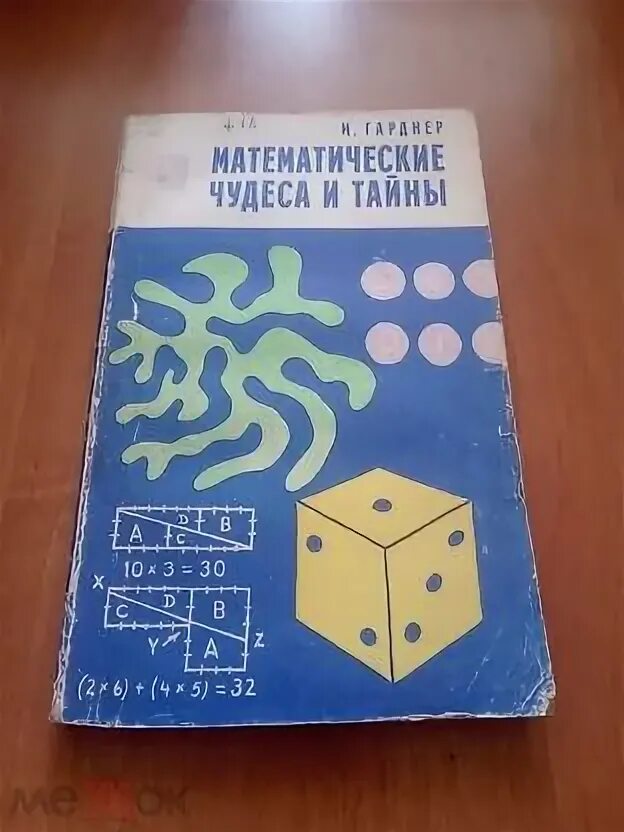 М. ГАРДНЕР
МАТЕМАТИЧЕСКИЕ
ЧУДЕСА И ТАЙНЫ
A D C B
10 × 3 = 30
X C D B
Y A Z
(2 × 6) + (4 × 5) = 32